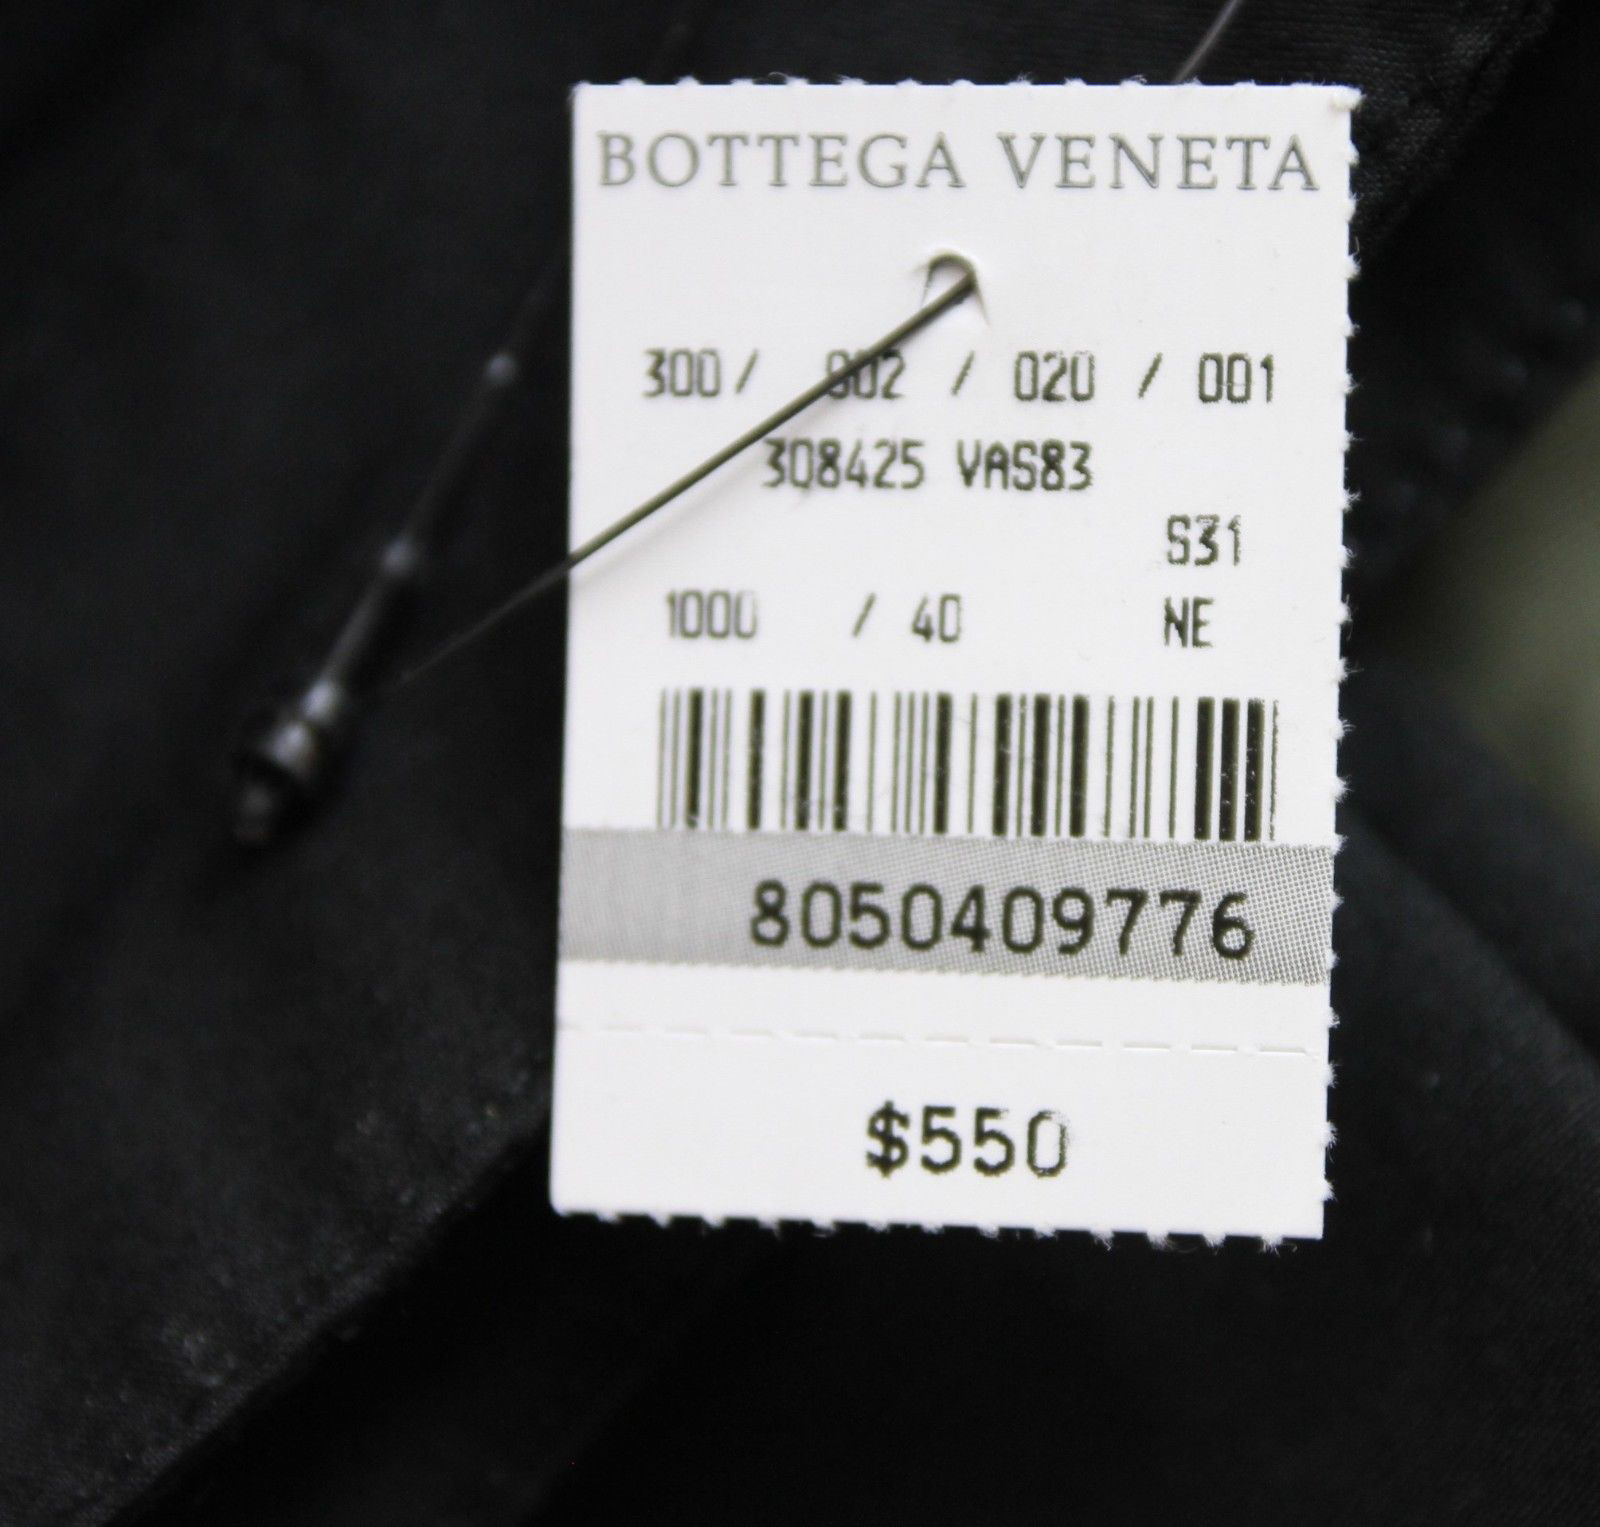 BOTTEGA VENETA
300/ 002 / 020 / 001
308425 VAS83
S31
1000 / 40 NE
8050409776
$550